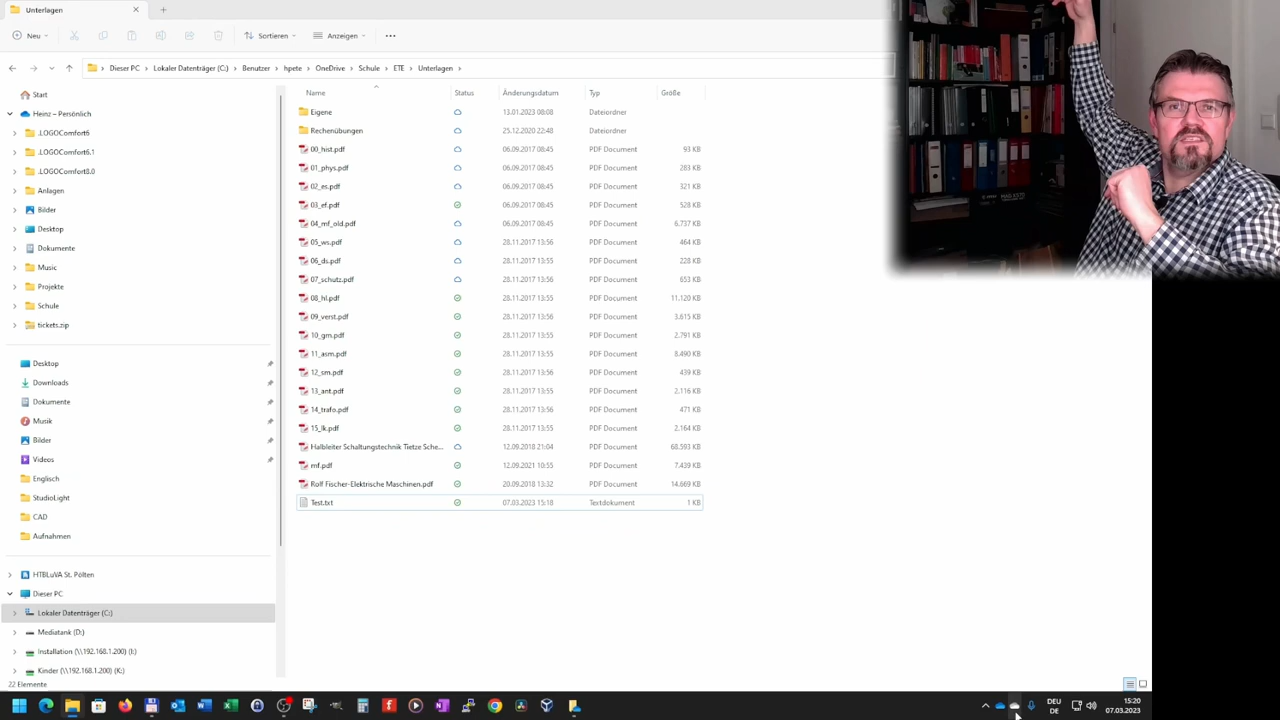 Unterlagen
Neu
Sortieren
Anzeigen
Dieser PC > Lokaler Datenträger (C:) > Benutzer > hpete > OneDrive > Schule > ETE > Unterlagen >
Name Status Änderungsdatum Typ Größe
Eigene 13.01.2023 08:08 Dateiordner
Rechenübungen 25.12.2020 22:48 Dateiordner
00_hist.pdf 06.09.2017 08:45 PDF Document 93 KB
01_phys.pdf 06.09.2017 08:45 PDF Document 283 KB
02_es.pdf 06.09.2017 08:45 PDF Document 321 KB
03_ef.pdf 06.09.2017 08:45 PDF Document 528 KB
04_mf_old.pdf 06.09.2017 08:45 PDF Document 6.737 KB
05_ws.pdf 28.11.2017 13:56 PDF Document 464 KB
06_ds.pdf 28.11.2017 13:55 PDF Document 228 KB
07_schutz.pdf 28.11.2017 13:56 PDF Document 653 KB
08_hl.pdf 28.11.2017 13:55 PDF Document 11.120 KB
09_verst.pdf 28.11.2017 13:56 PDF Document 3.615 KB
10_gm.pdf 28.11.2017 13:55 PDF Document 2.791 KB
11_asm.pdf 28.11.2017 13:55 PDF Document 8.490 KB
12_sm.pdf 28.11.2017 13:56 PDF Document 439 KB
13_ant.pdf 28.11.2017 13:55 PDF Document 2.116 KB
14_trafo.pdf 28.11.2017 13:56 PDF Document 471 KB
15_lk.pdf 28.11.2017 13:55 PDF Document 2.164 KB
Halbleiter Schaltungstechnik Tietze Sche... 12.09.2018 21:04 PDF Document 68.593 KB
mf.pdf 12.09.2021 10:55 PDF Document 7.439 KB
Rolf Fischer-Elektrische Maschinen.pdf 20.09.2018 13:32 PDF Document 14.669 KB
Test.txt 07.03.2023 15:18 Textdokument 1 KB
Start
Heinz – Persönlich
.LOGOComfort6
.LOGOComfort6.1
.LOGOComfort8.0
Anlagen
Bilder
Desktop
Dokumente
Music
Projekte
Schule
tickets.zip
Desktop
Downloads
Dokumente
Musik
Bilder
Videos
Englisch
StudioLight
CAD
Aufnahmen
HTBLuVA St. Pölten
Dieser PC
Lokaler Datenträger (C:)
Mediatank (D:)
Installation (\\192.168.1.200) (I:)
Kinder (\\192.168.1.200) (K:)
22 Elemente
DEU
DE
15:20
07.03.2023